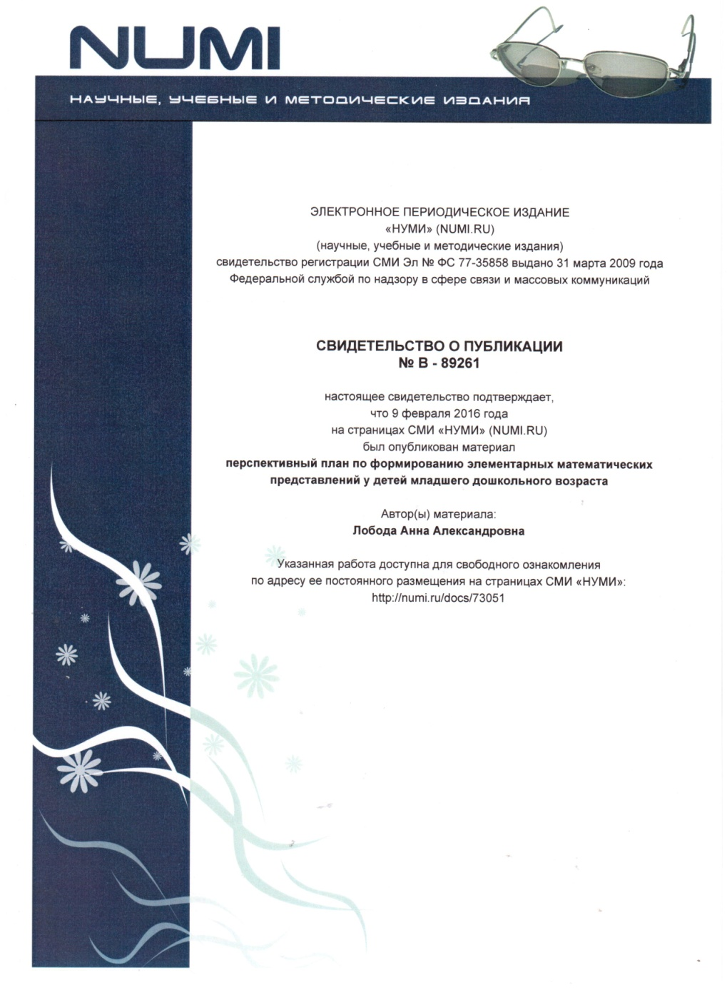 NUMI
НАУЧНЫЕ, УЧЕБНЫЕ И МЕТОДИЧЕСКИЕ ИЗДАНИЯ
ЭЛЕКТРОННОЕ ПЕРИОДИЧЕСКОЕ ИЗДАНИЕ
«НУМИ» (NUMI.RU)
(научные, учебные и методические издания)
свидетельство регистрации СМИ Эл № ФС 77-35858 выдано 31 марта 2009 года
Федеральной службой по надзору в сфере связи и массовых коммуникаций
СВИДЕТЕЛЬСТВО О ПУБЛИКАЦИИ
№ В - 89261
настоящее свидетельство подтверждает,
что 9 февраля 2016 года
на страницах СМИ «НУМИ» (NUMI.RU)
был опубликован материал
перспективный план по формированию элементарных математических
представлений у детей младшего дошкольного возраста
Автор(ы) материала:
Лобода Анна Александровна
Указанная работа доступна для свободного ознакомления
по адресу ее постоянного размещения на страницах СМИ «НУМИ»:
http://numi.ru/docs/73051